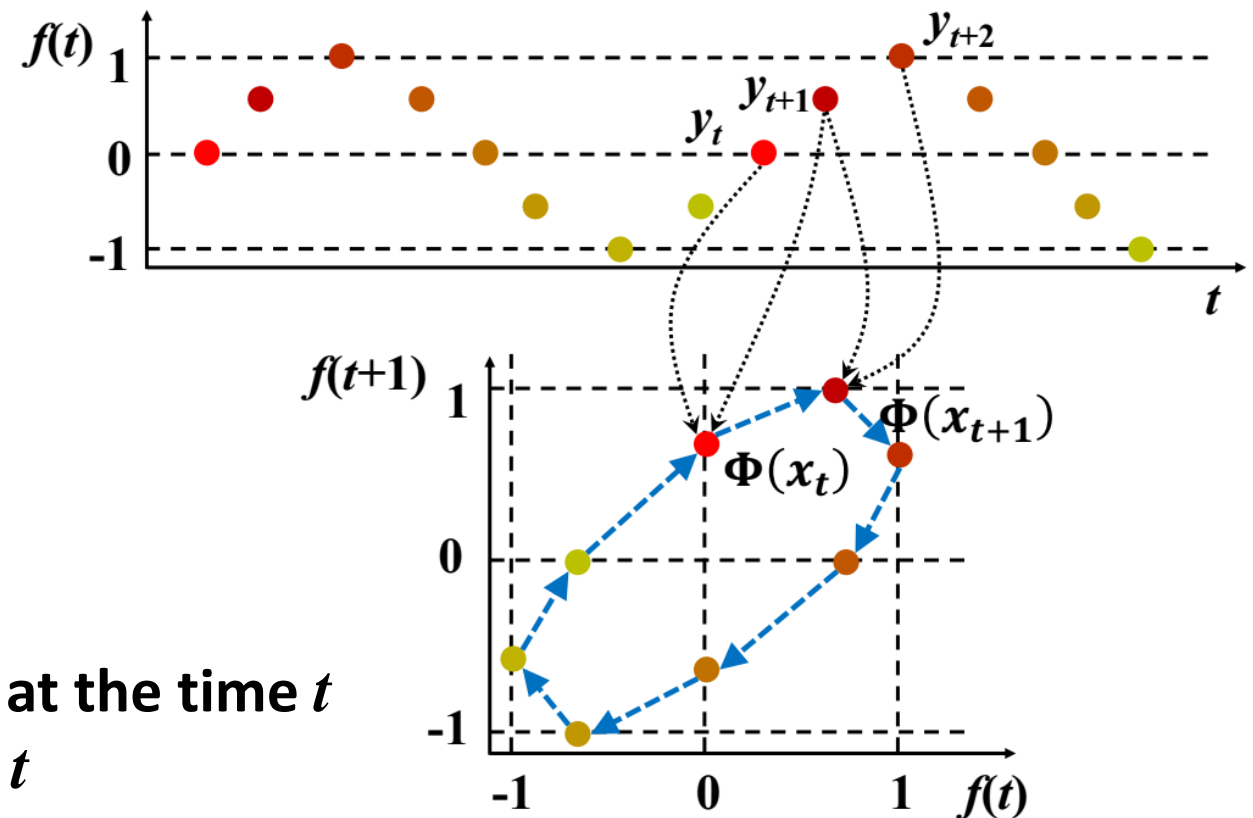 f(t)
1
0
-1
y_t
y_{t+1}
y_{t+2}
t
f(t+1)
1
0
-1
Φ(x_t)
Φ(x_{t+1})
-1
0
1
f(t)
at the time t
t